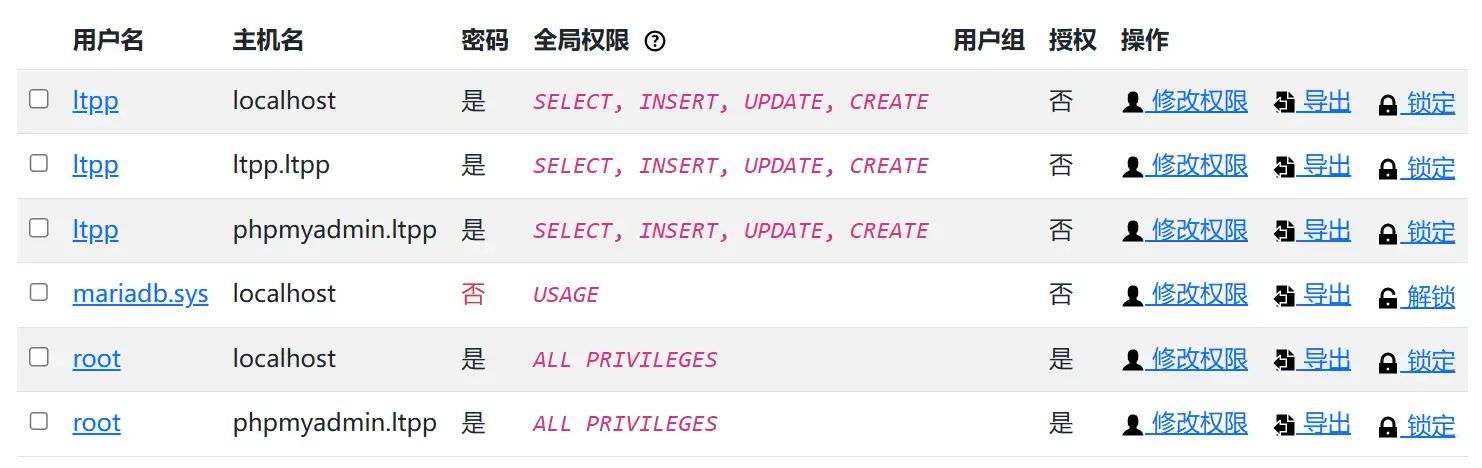 用户名 主机名 密码 全局权限 用户组 授权 操作
ltpp localhost 是 SELECT, INSERT, UPDATE, CREATE 否 修改权限 导出 锁定
ltpp ltpp.ltpp 是 SELECT, INSERT, UPDATE, CREATE 否 修改权限 导出 锁定
ltpp phpmyadmin.ltpp 是 SELECT, INSERT, UPDATE, CREATE 否 修改权限 导出 锁定
mariadb.sys localhost 否 USAGE 否 修改权限 导出 解锁
root localhost 是 ALL PRIVILEGES 是 修改权限 导出 锁定
root phpmyadmin.ltpp 是 ALL PRIVILEGES 是 修改权限 导出 锁定